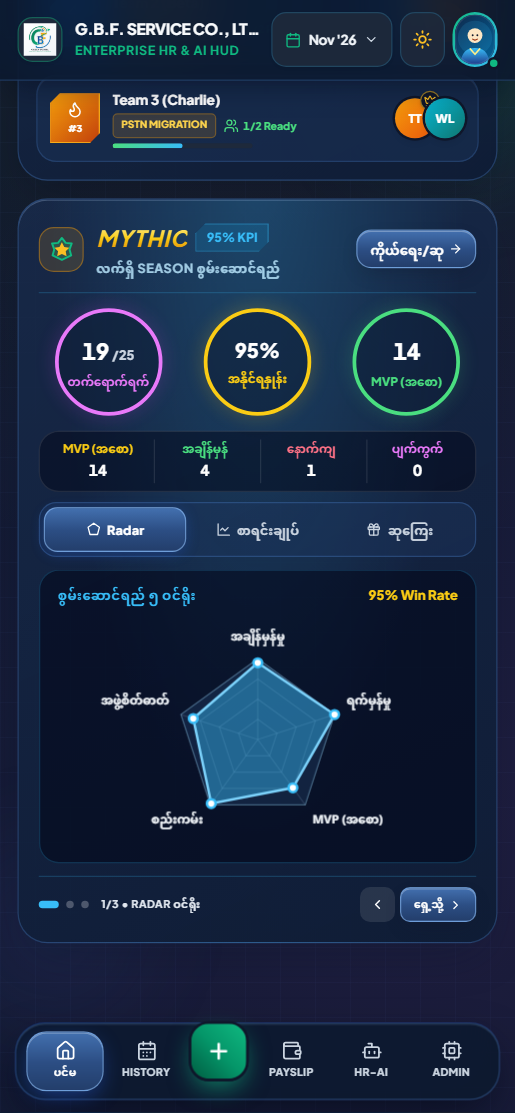 G.B.F. SERVICE CO., LT...
ENTERPRISE HR & AI HUD
Nov '26
Team 3 (Charlie)
#3
PSTN MIGRATION
1/2 Ready
TT
WL
MYTHIC
95% KPI
လက်ရှိ SEASON စွမ်းဆောင်ရည်
ကိုယ်ရေး/ဆု
19 /25
တက်ရောက်ရက်
95%
အနိုင်ရနှုန်း
14
MVP (အစော)
MVP (အစော)
14
အချိန်မှန်
4
နောက်ကျ
1
ပျက်ကွက်
0
Radar
စာရင်းချုပ်
ဆုကြေး
စွမ်းဆောင်ရည် ၅ ဝင်ရိုး
95% Win Rate
အချိန်မှန်မှု
အဖွဲ့စိတ်ဓာတ်
ရက်မှန်မှု
စည်းကမ်း
MVP (အစော)
1/3 • RADAR ဝင်ရိုး
ရှေ့သို့
ပင်မ
HISTORY
PAYSLIP
HR-AI
ADMIN